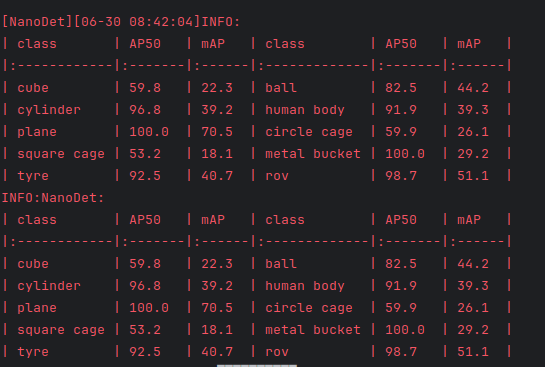 [NanoDet][06-30 08:42:04]INFO:
| class       | AP50   | mAP   | class        | AP50   | mAP   |
|:------------|:-------|:------|:-------------|:-------|:------|
| cube        | 59.8   | 22.3  | ball         | 82.5   | 44.2  |
| cylinder    | 96.8   | 39.2  | human body   | 91.9   | 39.3  |
| plane       | 100.0  | 70.5  | circle cage  | 59.9   | 26.1  |
| square cage | 53.2   | 18.1  | metal bucket | 100.0  | 29.2  |
| tyre        | 92.5   | 40.7  | rov          | 98.7   | 51.1  |
INFO:NanoDet:
| class       | AP50   | mAP   | class        | AP50   | mAP   |
|:------------|:-------|:------|:-------------|:-------|:------|
| cube        | 59.8   | 22.3  | ball         | 82.5   | 44.2  |
| cylinder    | 96.8   | 39.2  | human body   | 91.9   | 39.3  |
| plane       | 100.0  | 70.5  | circle cage  | 59.9   | 26.1  |
| square cage | 53.2   | 18.1  | metal bucket | 100.0  | 29.2  |
| tyre        | 92.5   | 40.7  | rov          | 98.7   | 51.1  |